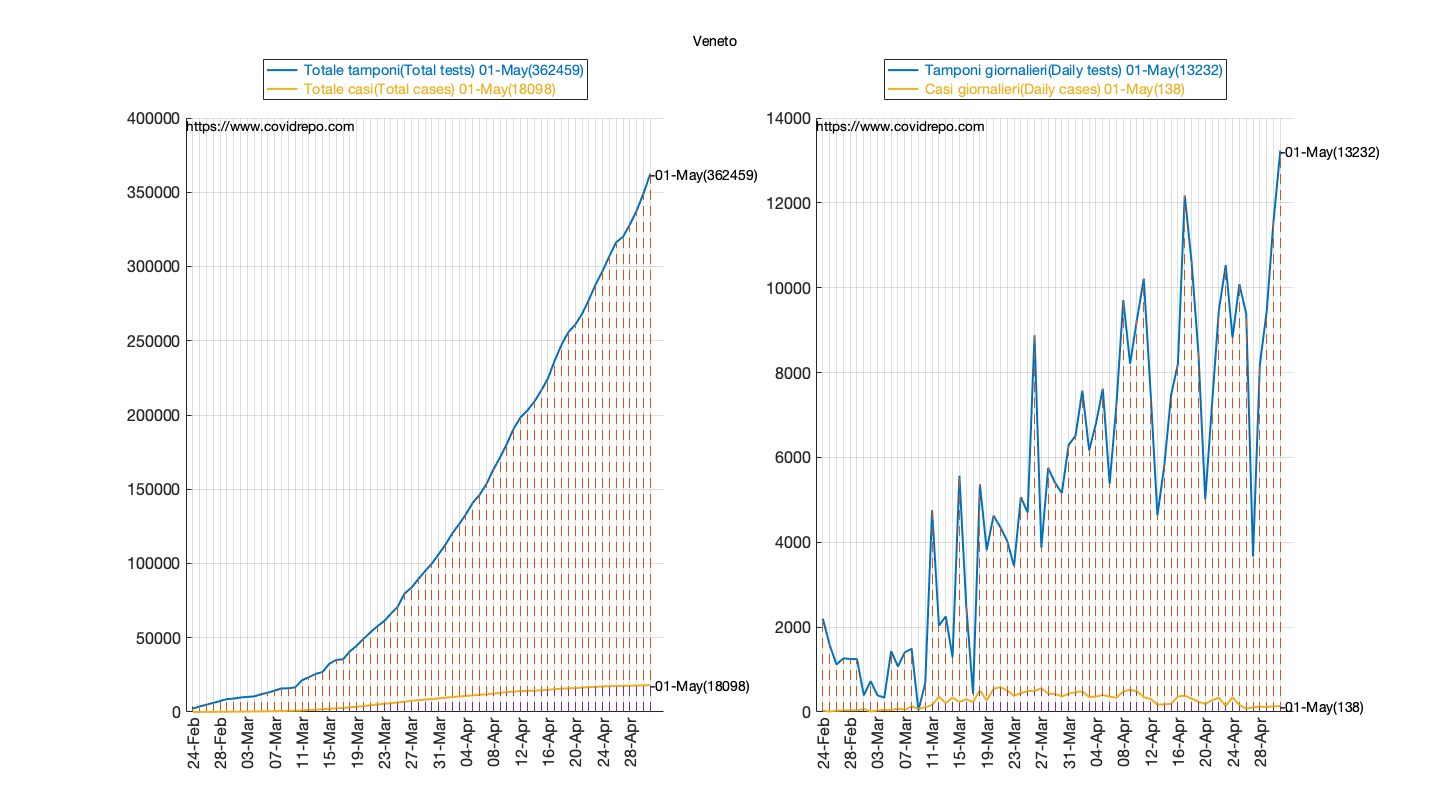 Veneto
Totale tamponi(Total tests) 01-May(362459)
Totale casi(Total cases) 01-May(18098)
https://www.covidrepo.com
400000
350000
300000
250000
200000
150000
100000
50000
0
01-May(362459)
01-May(18098)
24-Feb
28-Feb
03-Mar
07-Mar
11-Mar
15-Mar
19-Mar
23-Mar
27-Mar
31-Mar
04-Apr
08-Apr
12-Apr
16-Apr
20-Apr
24-Apr
28-Apr
Tamponi giornalieri(Daily tests) 01-May(13232)
Casi giornalieri(Daily cases) 01-May(138)
https://www.covidrepo.com
14000
12000
10000
8000
6000
4000
2000
0
01-May(13232)
01-May(138)
24-Feb
28-Feb
03-Mar
07-Mar
11-Mar
15-Mar
19-Mar
23-Mar
27-Mar
31-Mar
04-Apr
08-Apr
12-Apr
16-Apr
20-Apr
24-Apr
28-Apr